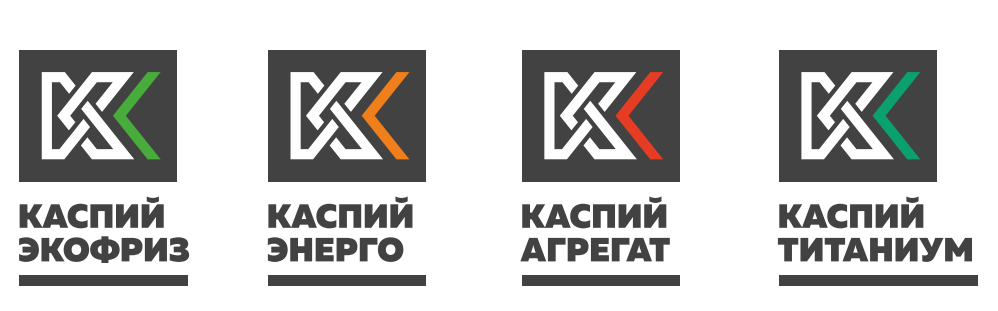 КАСПИЙ
ЭКОФРИЗ
КАСПИЙ
ЭНЕРГО
КАСПИЙ
АГРЕГАТ
КАСПИЙ
ТИТАНИУМ